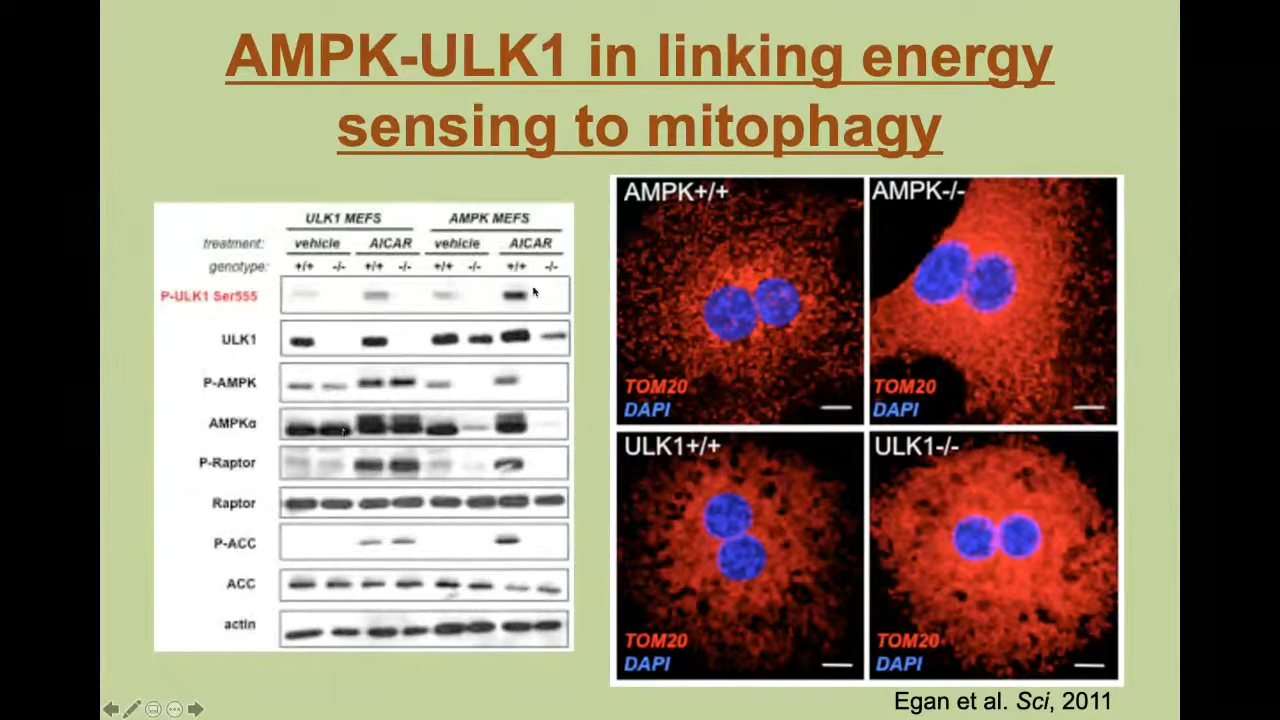 AMPK-ULK1 in linking energy
sensing to mitophagy
ULK1 MEFS AMPK MEFS
treatment: vehicle AICAR vehicle AICAR
genotype: +/+ -/- +/+ -/- +/+ -/- +/+ -/-
P-ULK1 Ser555
ULK1
P-AMPK
AMPKα
P-Raptor
Raptor
P-ACC
ACC
actin
AMPK+/+
TOM20
DAPI
AMPK-/-
TOM20
DAPI
ULK1+/+
TOM20
DAPI
ULK1-/-
TOM20
DAPI
Egan et al. Sci, 2011